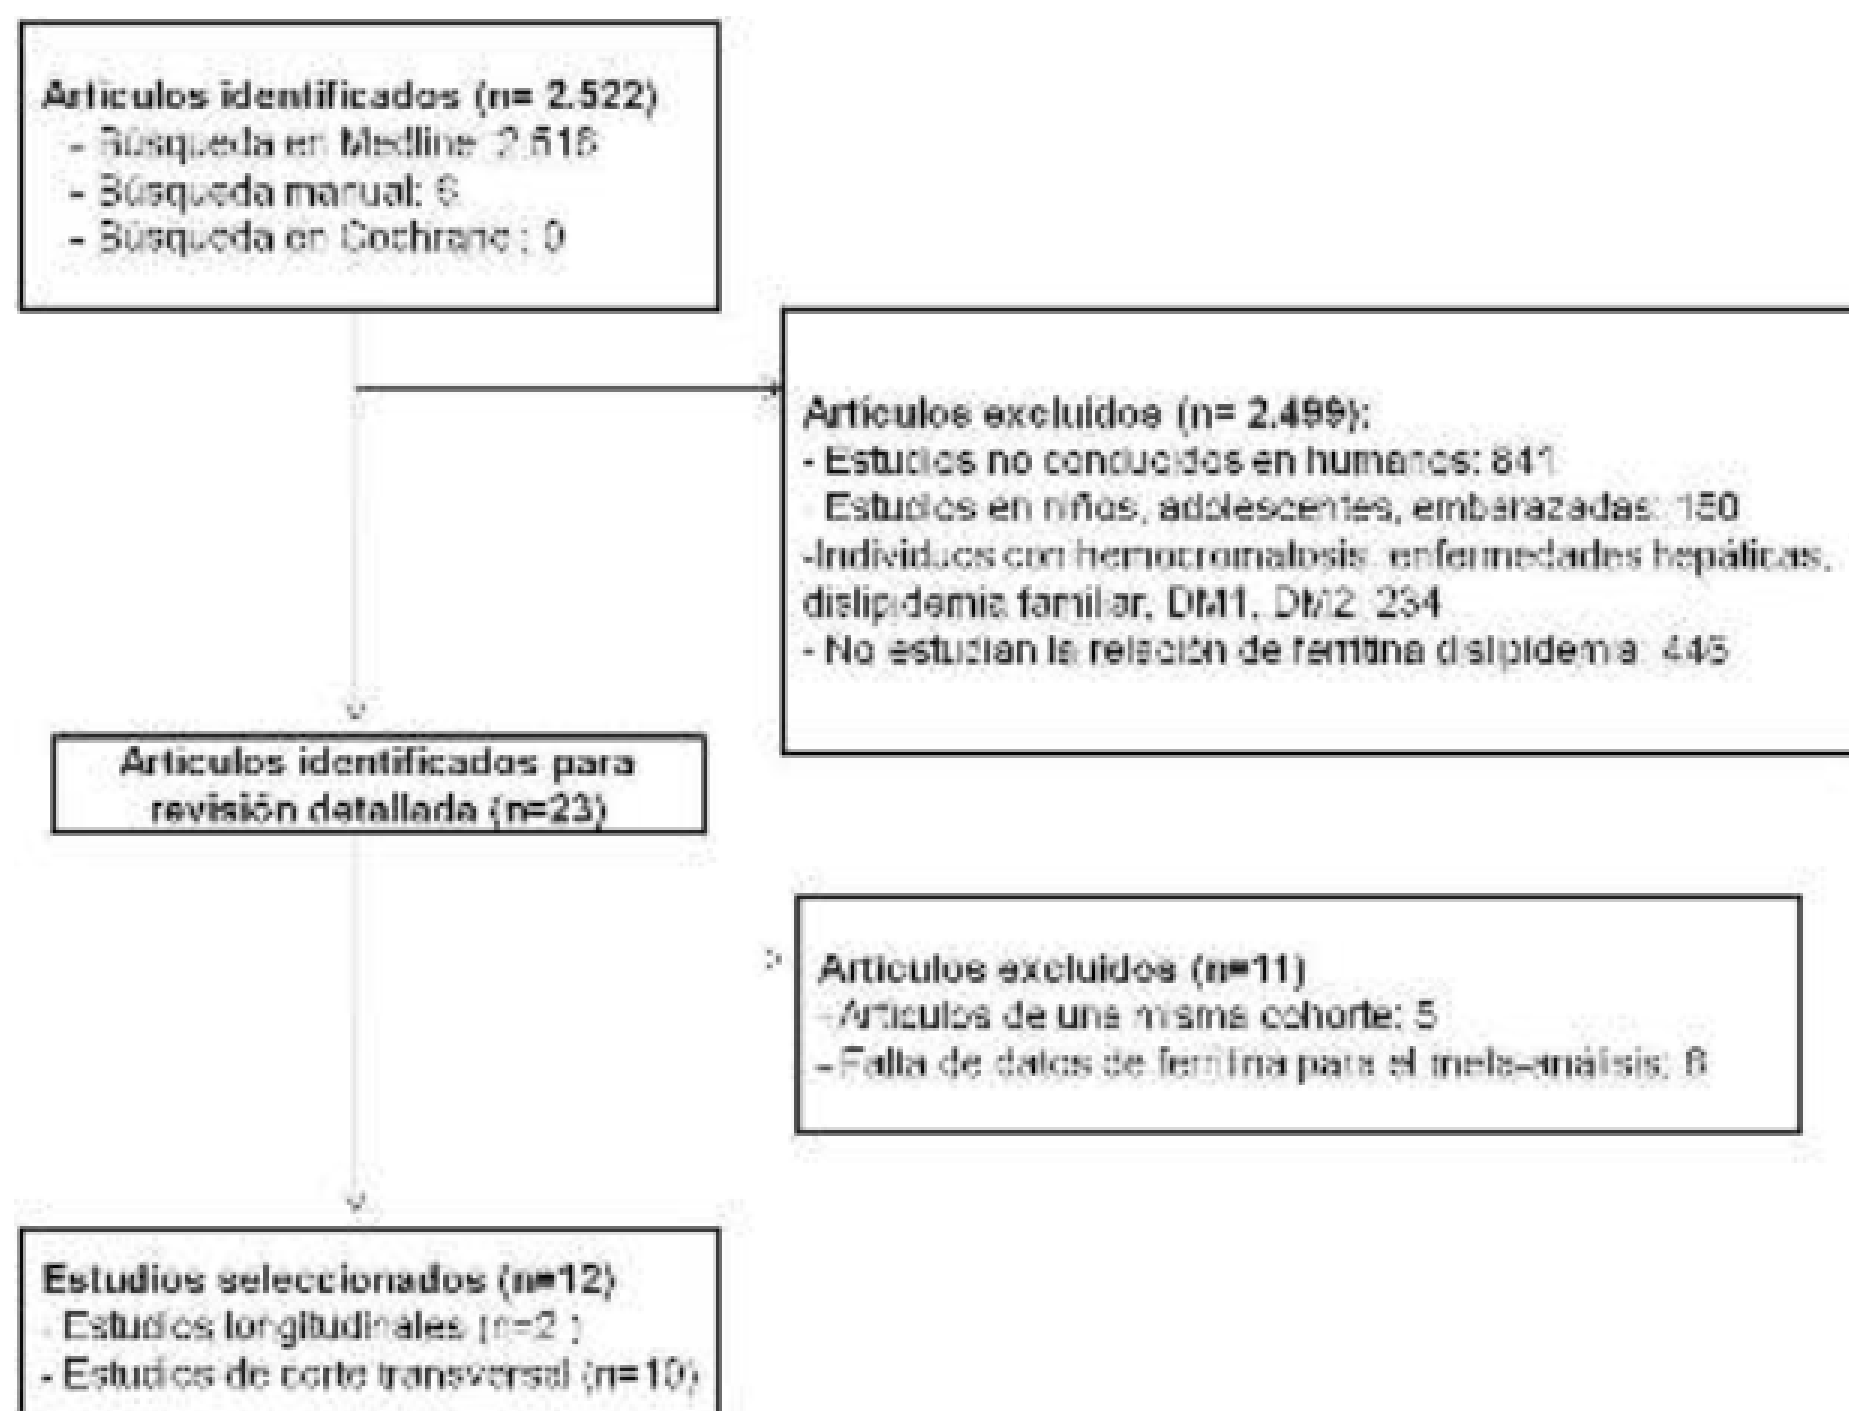 Artículos identificados (n= 2.522)
- Búsqueda en Medline: 2.516
- Búsqueda manual: 6
- Búsqueda en Cochrane : 0
Artículos excluidos (n= 2.499):
- Estudios no conducidos en humanos: 841
- Estudios en niños, adolescentes, embarazadas:
-Individuos con hemocromatosis, enfermedades hepáticas,
dislipidemia familiar, DM1, DM2: 234
- No estudian la relación de ferritina dislipidemia:
Artículos identificados para
revisión detallada (n=23)
Artículos excluidos (n=11)
- Artículos de una misma cohorte: 5
- Falta de datos de ferritina para el meta-análisis: 6
Estudios seleccionados (n=12)
- Estudios longitudinales (n=2 )
- Estudios de corte transversal (n=10)